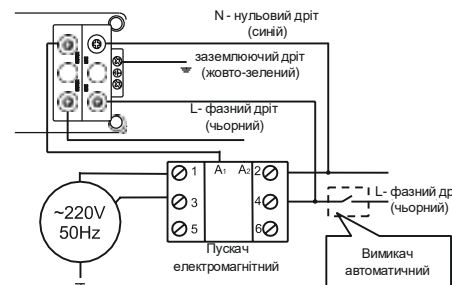 N - нульовий дріт
(синій)
заземлюючий дріт
(жовто-зелений)
L- фазний дріт
(чорний)
1 A1 A2 2
3 4
5 6
~220V
50Hz
L- фазний др
(чорний)
Пускач
електромагнітний
Вимикач
автоматичний